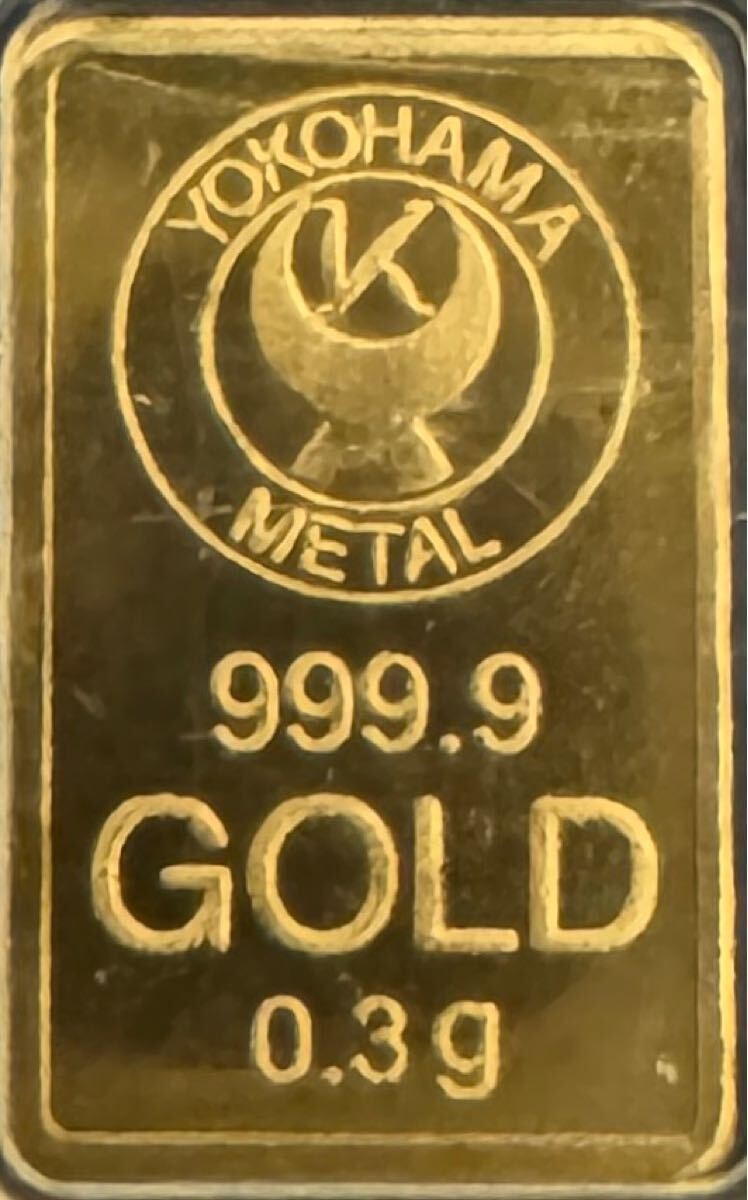 YOKOHAMA
K
METAL
999.9
GOLD
0.3g